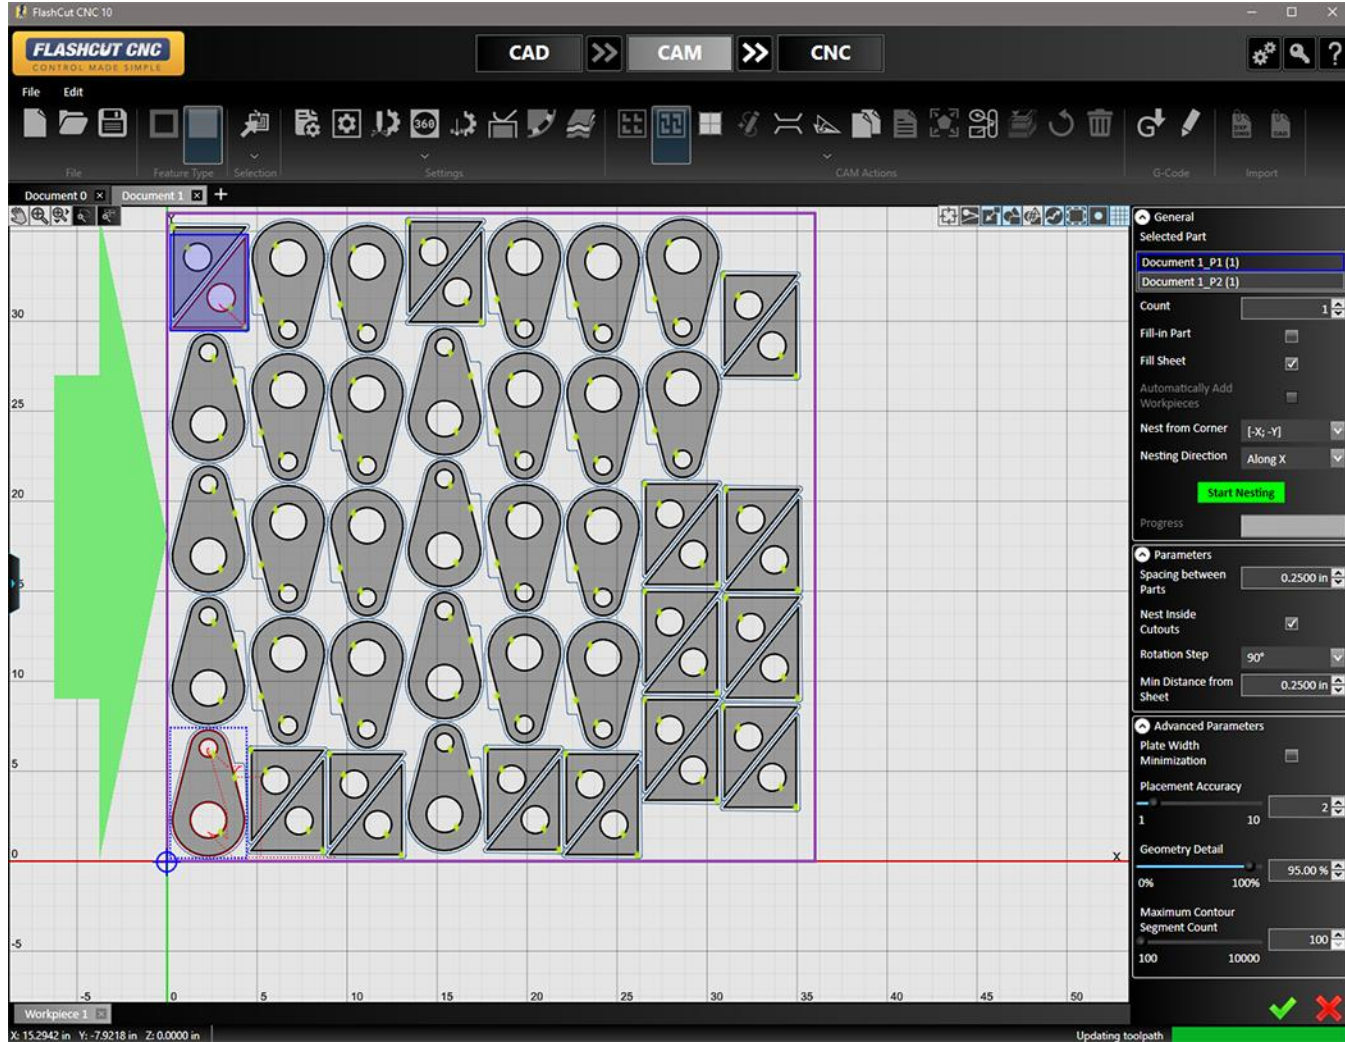 FlashCut CNC 10
FLASHCUT CNC
CONTROL MADE SIMPLE
CAD
CAM
CNC
File Edit
360
G
File
Feature Type
Selection
Settings
CAM Actions
G-Code
Import
Document 0
Document 1
Y
30
25
20
15
10
5
0
-5
X
-5 0 5 10 15 20 25 30 35 40 45 50
General
Selected Part
Document 1_P1 (1)
Document 1_P2 (1)
Count 1
Fill-in Part
Fill Sheet
Automatically Add
Workpieces
Nest from Corner [-X; -Y]
Nesting Direction Along X
Start Nesting
Progress
Parameters
Spacing between
Parts
0.2500 in
Nest Inside
Cutouts
Rotation Step 90°
Min Distance from
Sheet
0.2500 in
Advanced Parameters
Plate Width
Minimization
Placement Accuracy
2
1 10
Geometry Detail
95.00 %
0% 100%
Maximum Contour
Segment Count
100
100 10000
Workpiece 1
X: 15.2942 in Y: -7.9218 in Z: 0.0000 in
Updating toolpath